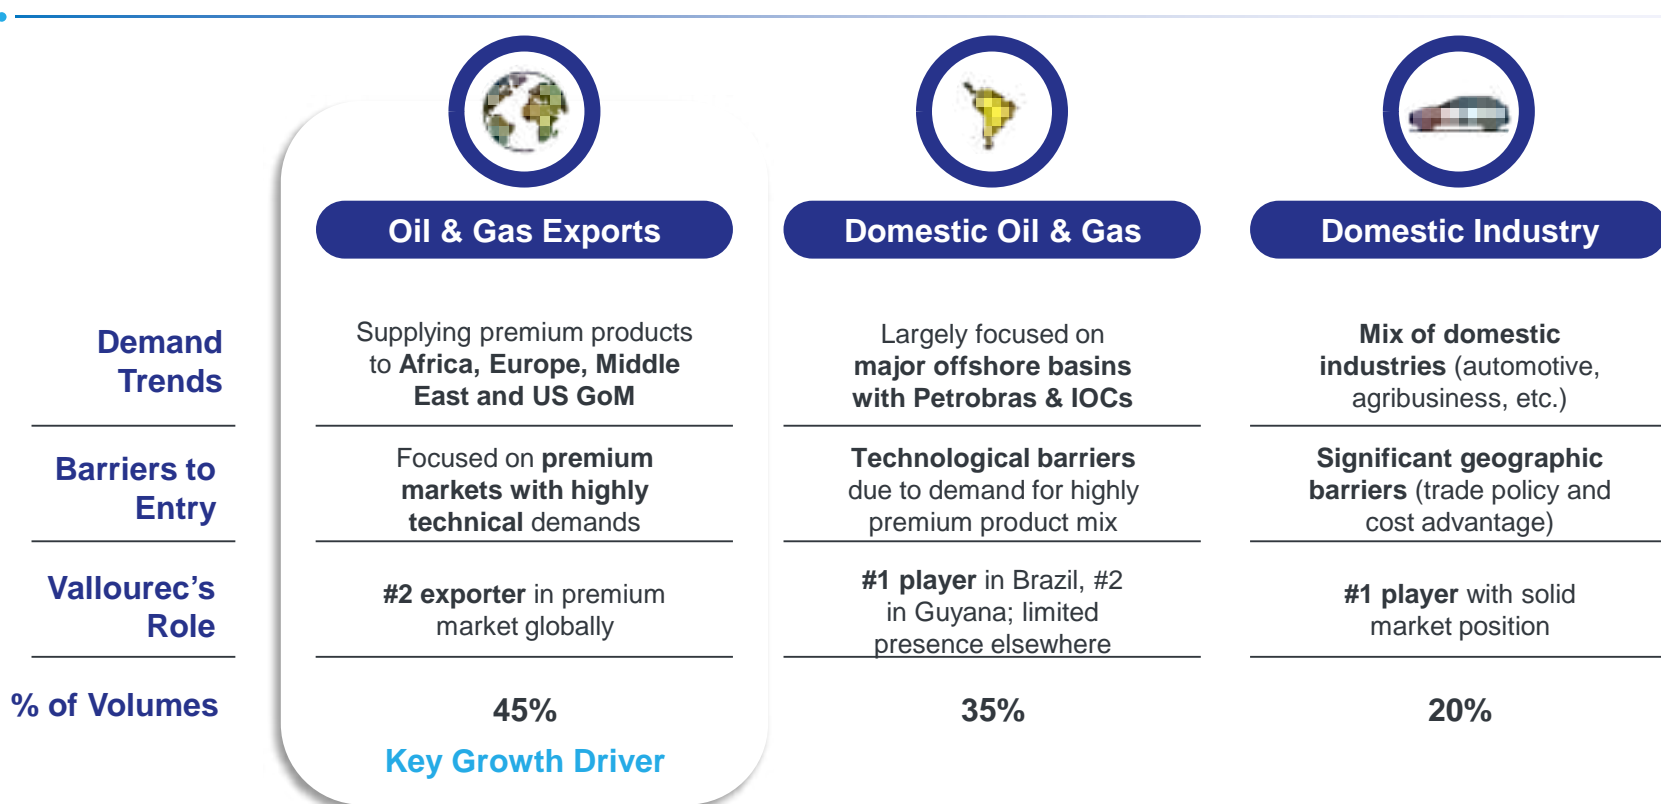 Oil & Gas Exports
Domestic Oil & Gas
Domestic Industry
Demand
Trends
Supplying premium products
to Africa, Europe, Middle
East and US GoM
Largely focused on
major offshore basins
with Petrobras & IOCs
Mix of domestic
industries (automotive,
agribusiness, etc.)
Barriers to
Entry
Focused on premium
markets with highly
technical demands
Technological barriers
due to demand for highly
premium product mix
Significant geographic
barriers (trade policy and
cost advantage)
Vallourec’s
Role
#2 exporter in premium
market globally
#1 player in Brazil, #2
in Guyana; limited
presence elsewhere
#1 player with solid
market position
% of Volumes
45%
35%
20%
Key Growth Driver